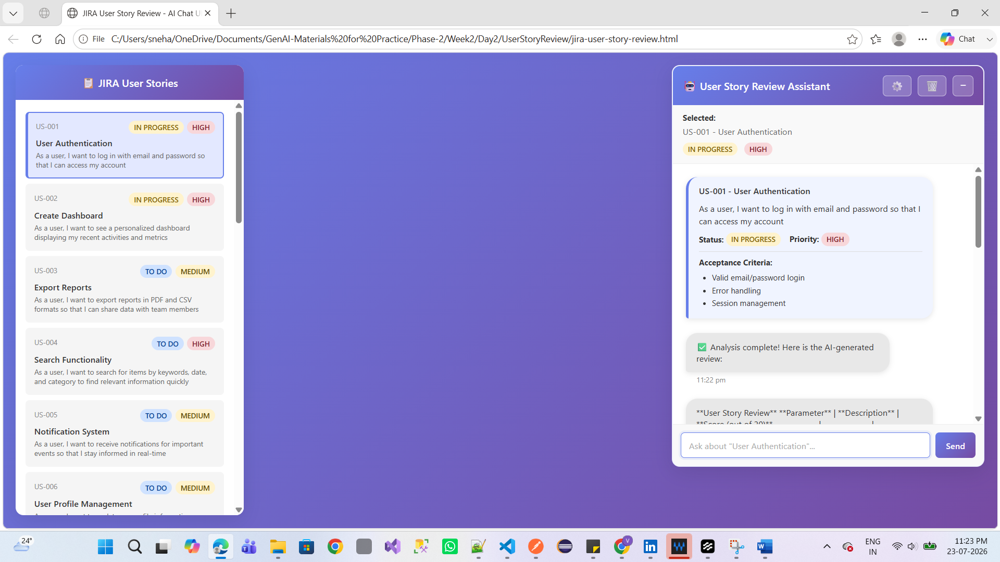 JIRA User Story Review - AI Chat U
File
C:/Users/sneha/OneDrive/Documents/GenAI-Materials%20for%20Practice/Phase-2/Week2/Day2/UserStoryReview/jira-user-story-review.html
Chat
JIRA User Stories
US-001 IN PROGRESS HIGH
User Authentication
As a user, I want to log in with email and password so
that I can access my account
US-002 IN PROGRESS HIGH
Create Dashboard
As a user, I want to see a personalized dashboard
displaying my recent activities and metrics
US-003 TO DO MEDIUM
Export Reports
As a user, I want to export reports in PDF and CSV
formats so that I can share data with team members
US-004 TO DO HIGH
Search Functionality
As a user, I want to search for items by keywords, date,
and category to find relevant information quickly
US-005 TO DO MEDIUM
Notification System
As a user, I want to receive notifications for important
events so that I stay informed in real-time
US-006 TO DO MEDIUM
User Profile Management
User Story Review Assistant
Selected:
US-001 - User Authentication
IN PROGRESS HIGH
US-001 - User Authentication
As a user, I want to log in with email and password so that I
can access my account
Status: IN PROGRESS Priority: HIGH
Acceptance Criteria:
• Valid email/password login
• Error handling
• Session management
✅ Analysis complete! Here is the AI-generated
review:
11:22 pm
**User Story Review** **Parameter** | **Description** |
**Score (out of 20)**
Ask about "User Authentication"...
Send
24°
V
in
W
ENG
IN
11:23 PM
23-07-2026